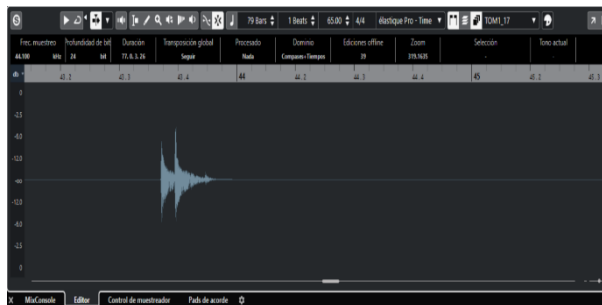 S 79 Bars 1 Beats 65.00 4/4 élastique Pro - Time TOM1_17
Frec. muestreo Profundidad de bit Duración Transposición global Procesado Dominio Ediciones offline Zoom Selección Tono actual
44.100 kHz 24 bit 77. 0. 3. 26 Seguir Nada Compases+Tiempos 39 319.1635 - -
dB 43.2 43.3 43.4 44 44.2 44.3 44.4 45 45.2 45.3
0
-2.5
-6.0
-12.0
-oo
-12.0
-6.0
-2.5
0
X MixConsole Editor Control de muestreador Pads de acorde